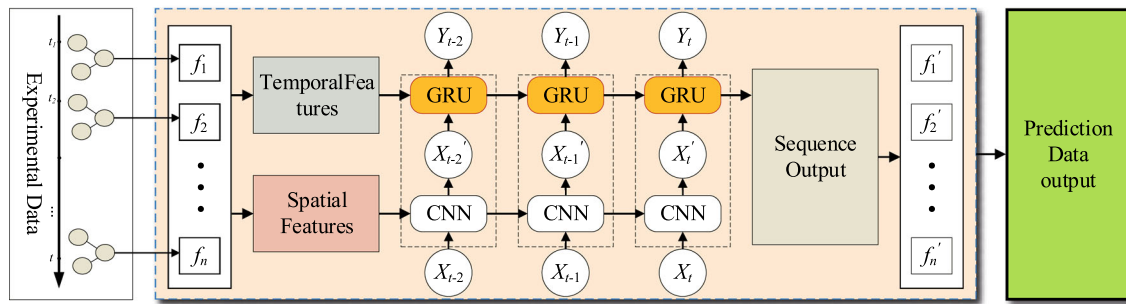 Experimental Data
t1
t2
...
t
f1
f2
fn
TemporalFea
tures
Spatial
Features
Yt-2
Yt-1
Yt
GRU
GRU
GRU
Xt-2′
Xt-1′
Xt′
CNN
CNN
CNN
Xt-2
Xt-1
Xt
Sequence
Output
f1′
f2′
fn′
Prediction
Data
output